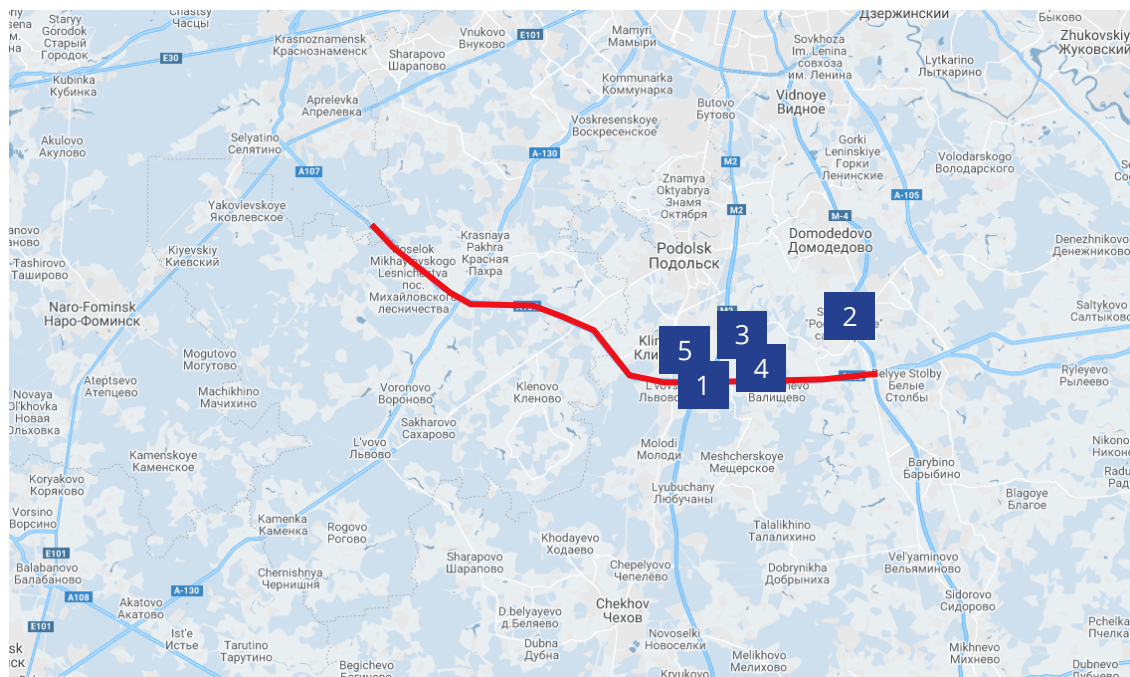 Staryy
Gorodok
Старый
Городок
Chastsy
Часцы
E30
Krasnoznamensk
Краснознаменск
Vnukovo
Внуково
E101
Sharapovo
Шарапово
Mamyri
Мамыри
Дзержинский
Быково
Sovkhoza
Im. Lenina
совхоза
им. Ленина
Zhukovskiy
Жуковский
Lytkarino
Лыткарино
Kubinka
Кубинка
Kommunarka
Коммунарка
Vidnoye
Видное
Aprelevka
Апрелевка
Butovo
Бутово
Voskresenskoye
Воскресенское
Selyatino
Селятино
Akulovo
Акулово
A-130
M2
Gorki
Leninskiye
Горки
Ленинские
Volodarskogo
Володарского
A107
Znamya
Oktyabrya
Знамя
Октября
A-105
Yakovlevskoye
Яковлевское
M2
M-4
Krasnaya
Pakhra
Красная
Пахра
Domodedovo
Домодедово
Denezhnikovo
Денежниково
Kiyevskiy
Киевский
Podolsk
Подольск
Tashirovo
Таширово
Mikhaylovskogo
Lesnichestva
пос.
Михайловского
лесничества
Naro-Fominsk
Наро-Фоминск
Saltykovo
Салтыково
2
3
5
4
1
Mogutovo
Могутово
Ateptsevo
Атепцево
Machikhino
Мачихино
Voronovo
Вороново
Klenovo
Кленово
Валищево
Stolby
Белые
Столбы
Ryleyevo
Рылеево
Novaya
Новая
Sakharovo
Сахарово
L'vovo
Львово
Molodi
Молоди
Meshcherskoye
Мещерское
Kamenskoye
Каменское
Barybino
Барыбино
Koryakovo
Коряково
Lyubuchany
Любучаны
Blagoye
Благое
Vorsino
Ворсино
Kamenka
Каменка
Rogovo
Рогово
Talalikhino
Талалихино
Khodayevo
Ходаево
E101
Balabanovo
Балабаново
Sharapovo
Шарапово
Chepelyovo
Чепелёво
Vel'yaminovo
Вельяминово
Chernishnya
Чернишня
Dobrynikha
Добрыниха
A-130
A108
Akatovo
Акатово
Sidorovo
Сидорово
Chekhov
Чехов
D.belyayevo
д.Беляево
E101
Ist'e
Истье
Tarutino
Тарутино
Dubna
Дубна
Novoselki
Новоселки
Melikhovo
Мелихово
Mikhnevo
Михнево
Pchelka
Пчелка
Begichevo
Dubnevo